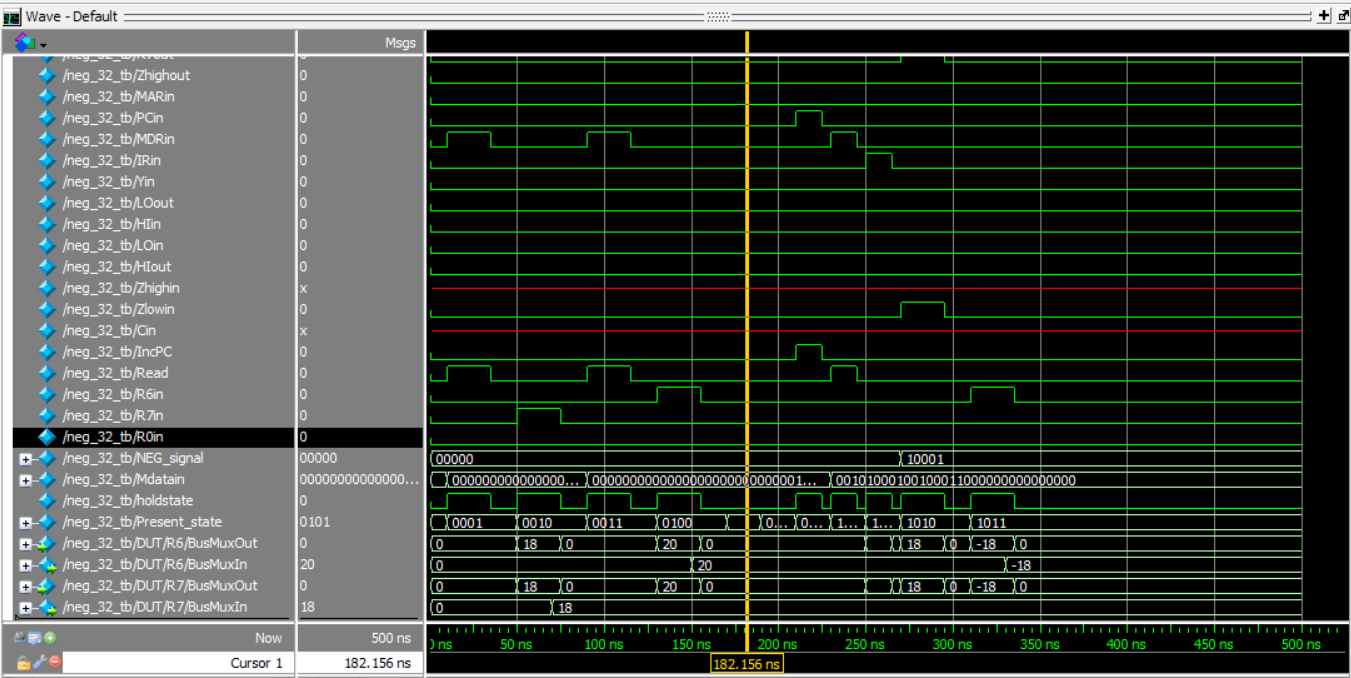 Wave - Default
Msgs
/neg_32_tb/Zhighout 0
/neg_32_tb/MARin 0
/neg_32_tb/PCin 0
/neg_32_tb/MDRin 0
/neg_32_tb/IRin 0
/neg_32_tb/Yin 0
/neg_32_tb/LOout 0
/neg_32_tb/HIin 0
/neg_32_tb/LOin 0
/neg_32_tb/HIout 0
/neg_32_tb/Zhighin x
/neg_32_tb/Zlowin 0
/neg_32_tb/Cin x
/neg_32_tb/IncPC 0
/neg_32_tb/Read 0
/neg_32_tb/R6in 0
/neg_32_tb/R7in 0
/neg_32_tb/R0in 0
/neg_32_tb/NEG_signal 00000 00000 10001
/neg_32_tb/Mdatain 00000000000000... 000000000000000... 00000000000000000000000000001... 00101000100100011000000000000000
/neg_32_tb/holdstate 0
/neg_32_tb/Present_state 0101 0001 0010 0011 0100 0... 0... 1... 1... 1010 1011
/neg_32_tb/DUT/R6/BusMuxOut 0 0 18 0 20 0 18 0 -18 0
/neg_32_tb/DUT/R6/BusMuxIn 20 0 20 -18
/neg_32_tb/DUT/R7/BusMuxOut 0 0 18 0 20 0 18 0 -18 0
/neg_32_tb/DUT/R7/BusMuxIn 18 0 18
Now 500 ns ns 50 ns 100 ns 150 ns 200 ns 250 ns 300 ns 350 ns 400 ns 450 ns 500 ns
Cursor 1 182.156 ns 182.156 ns